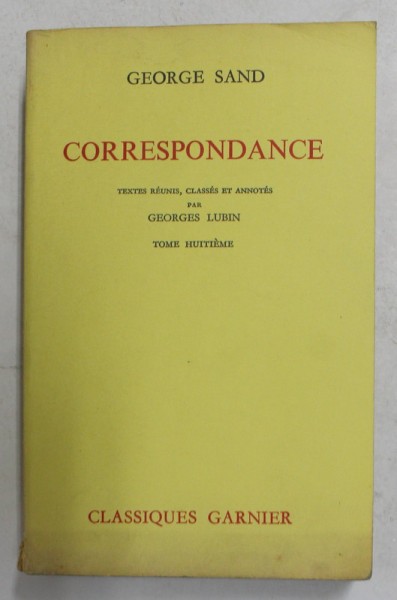 GEORGE SAND
CORRESPONDANCE
TEXTES RÉUNIS, CLASSÉS ET ANNOTÉS
PAR
GEORGES LUBIN
TOME HUITIÈME
CLASSIQUES GARNIER